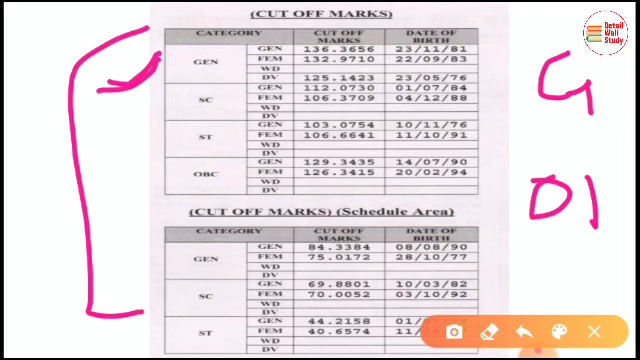 (CUT OFF MARKS)
Detail Wall Study
CATEGORY CUT OFF MARKS DATE OF BIRTH
GEN GEN 136.3656 23/11/81
FEM 132.9710 22/09/83
WD
DV 125.1423 23/05/76
SC GEN 112.0730 01/07/84
FEM 106.3709 04/12/88
WD
DV
ST GEN 103.0754 10/11/76
FEM 106.6641 11/10/91
WD
DV
OBC GEN 129.3435 14/07/90
FEM 126.3415 20/02/94
WD
DV
(CUT OFF MARKS) (Schedule Area)
CATEGORY CUT OFF MARKS DATE OF BIRTH
GEN GEN 84.3384 08/08/90
FEM 75.0172 28/10/77
WD
DV
SC GEN 69.8801 10/03/82
FEM 70.0052 03/10/92
WD
DV
ST GEN 44.2158 01/
FEM 40.6574 11/
WD
DV